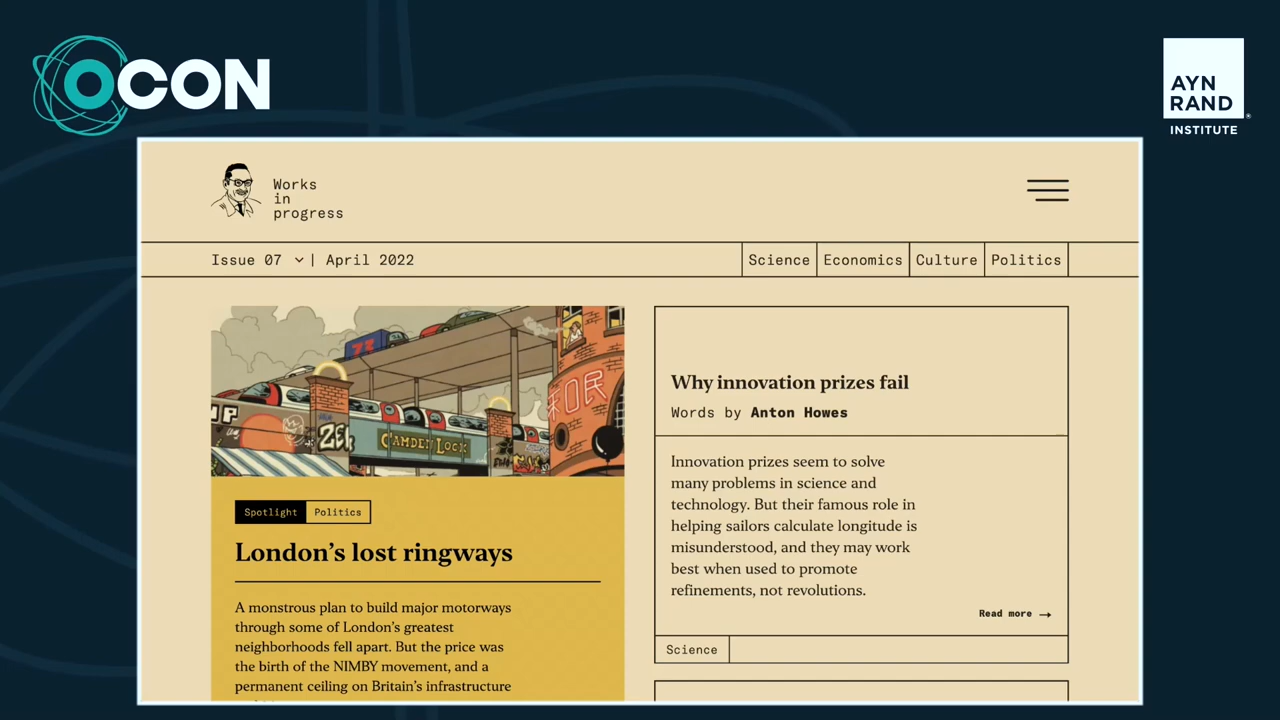 OCON
AYN
RAND
INSTITUTE
Works
in
progress
Issue 07 | April 2022
Science
Economics
Culture
Politics
CAMDEN LOCK
Spotlight
Politics
London's lost ringways
A monstrous plan to build major motorways
through some of London's greatest
neighborhoods fell apart. But the price was
the birth of the NIMBY movement, and a
permanent ceiling on Britain's infrastructure
Why innovation prizes fail
Words by Anton Howes
Innovation prizes seem to solve
many problems in science and
technology. But their famous role in
helping sailors calculate longitude is
misunderstood, and they may work
best when used to promote
refinements, not revolutions.
Read more →
Science